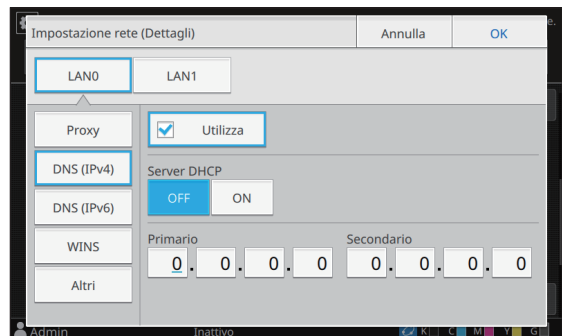 Impostazione rete (Dettagli) Annulla OK
LAN0 LAN1
Proxy
DNS (IPv4)
DNS (IPv6)
WINS
Altri
Utilizza
Server DHCP
OFF ON
Primario Secondario
0 . 0 . 0 . 0 0 . 0 . 0 . 0
Admin Inattivo K C M Y G